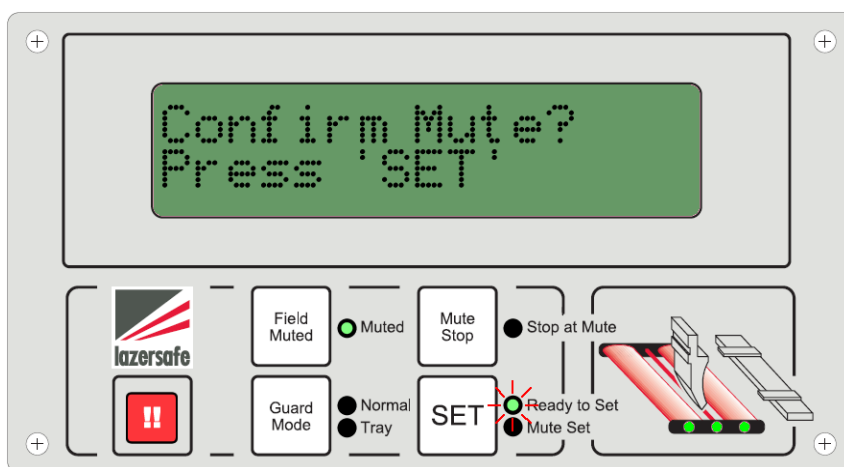 Confirm Mute?
Press 'SET'
lazersafe
Field
Muted
Muted
Mute
Stop
Stop at Mute
!!
Guard
Mode
Normal
Tray
SET
Ready to Set
Mute Set